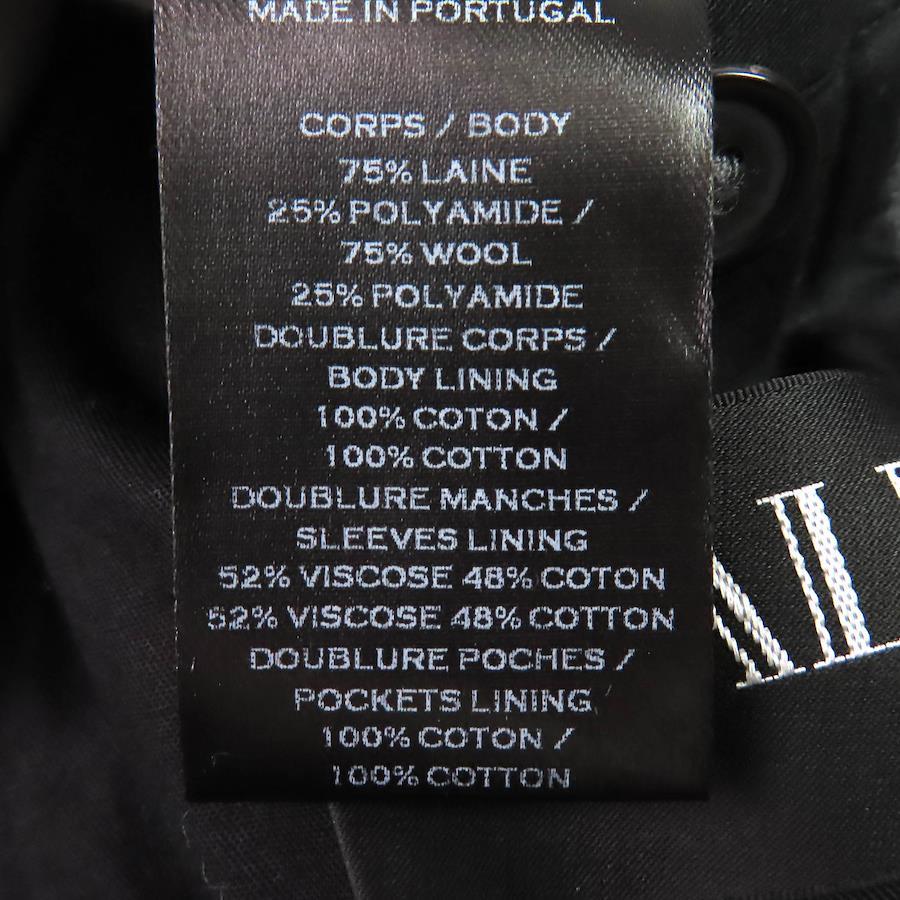 MADE IN PORTUGAL
CORPS / BODY
75% LAINE
25% POLYAMIDE /
75% WOOL
25% POLYAMIDE
DOUBLURE CORPS /
BODY LINING
100% COTON /
100% COTTON
DOUBLURE MANCHES /
SLEEVES LINING
52% VISCOSE 48% COTON
52% VISCOSE 48% COTTON
DOUBLURE POCHES /
POCKETS LINING
100% COTON /
100% COTTON